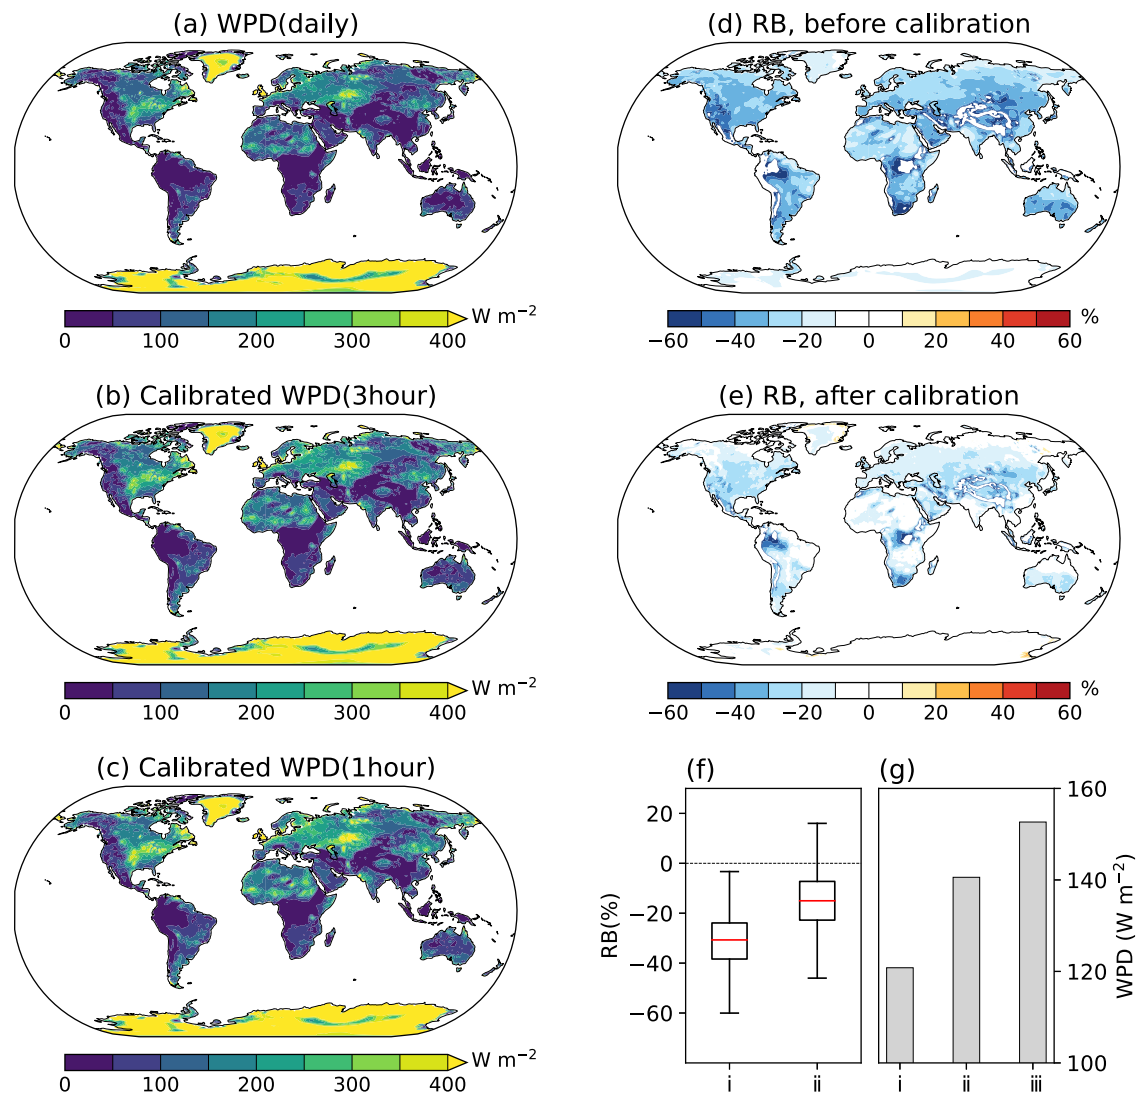 (a) WPD(daily)
0 100 200 300 400 W m⁻²
(b) Calibrated WPD(3hour)
0 100 200 300 400 W m⁻²
(c) Calibrated WPD(1hour)
0 100 200 300 400 W m⁻²
(d) RB, before calibration
−60 −40 −20 0 20 40 60 %
(e) RB, after calibration
−60 −40 −20 0 20 40 60 %
(f)
RB(%)
20
0
−20
−40
−60
i ii
(g)
160
140
120
100
WPD (W m⁻²)
i ii iii